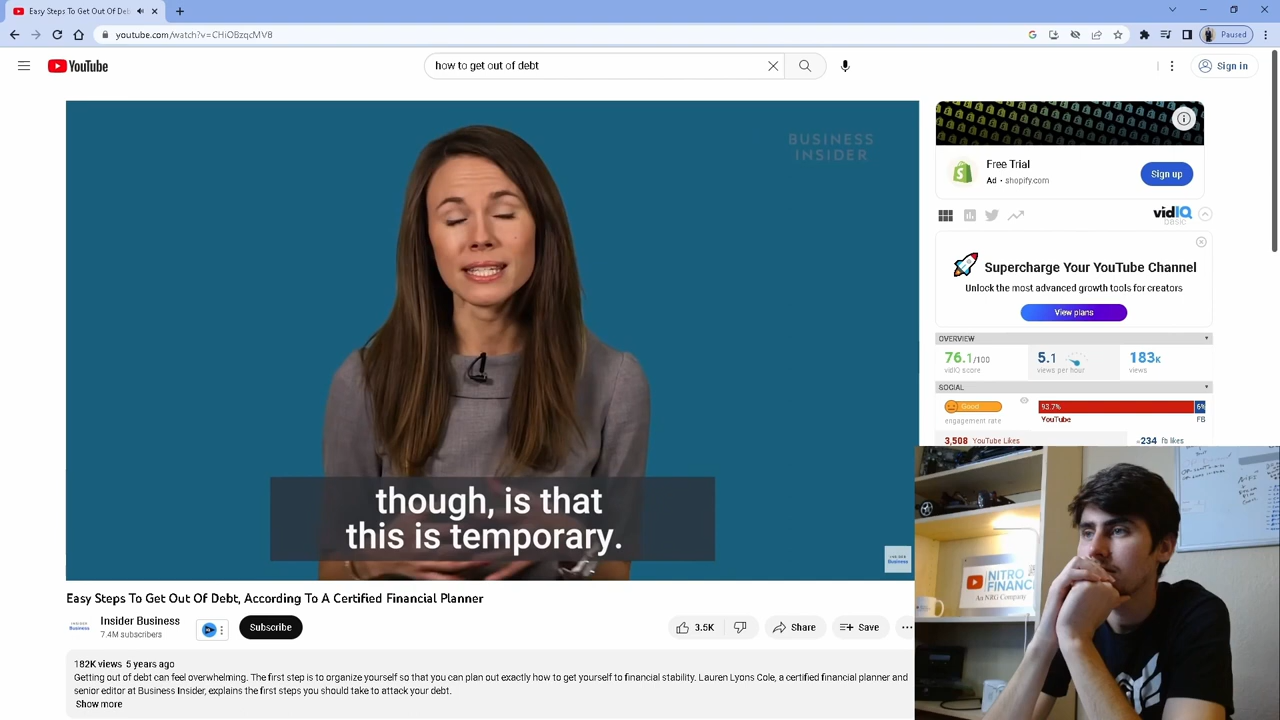 Easy Steps To Get Out Of Deb
youtube.com/watch?v=CHiOBzqcMV8
Paused
YouTube
how to get out of debt
Sign in
BUSINESS
INSIDER
though, is that
this is temporary.
INSIDER
Business
Easy Steps To Get Out Of Debt, According To A Certified Financial Planner
Insider Business
7.4M subscribers
Subscribe
3.5K
Share
Save
182K views 5 years ago
Getting out of debt can feel overwhelming. The first step is to organize yourself so that you can plan out exactly how to get yourself to financial stability. Lauren Lyons Cole, a certified financial planner and
senior editor at Business Insider, explains the first steps you should take to attack your debt.
Show more
Free Trial
Ad • shopify.com
Sign up
vidIQ
basic
Supercharge Your YouTube Channel
Unlock the most advanced growth tools for creators
View plans
OVERVIEW
76.1/100
5.1
183K
vidIQ score
views per hour
views
SOCIAL
Good
93.7%
6%
engagement rate
YouTube
FB
3,508 YouTube Likes
234 fb likes
NITRO
FINANC
An NRG Company